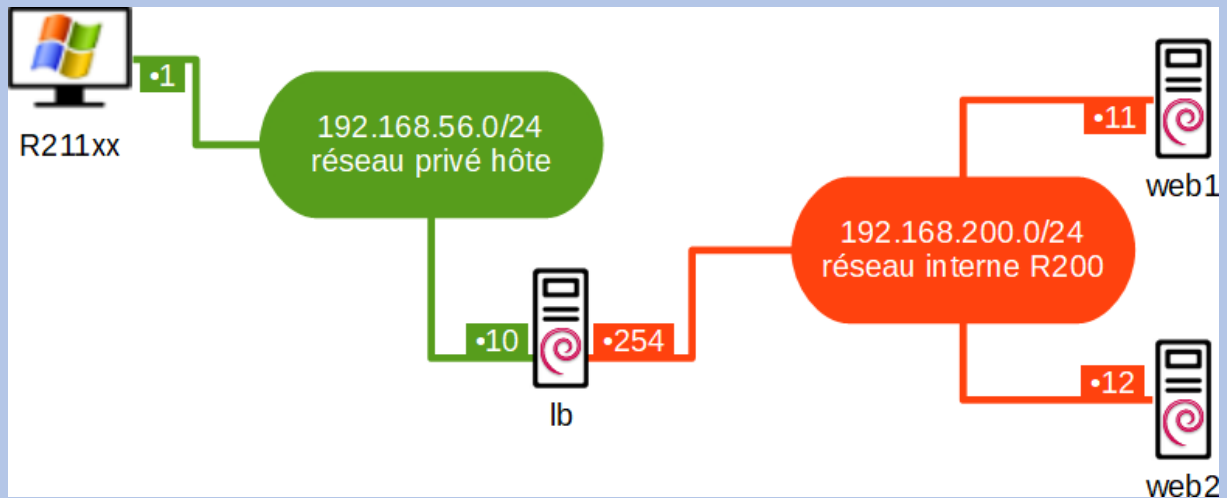 •1
R211xx
192.168.56.0/24
réseau privé hôte
•11
web1
192.168.200.0/24
réseau interne R200
•10
•254
lb
•12
web2